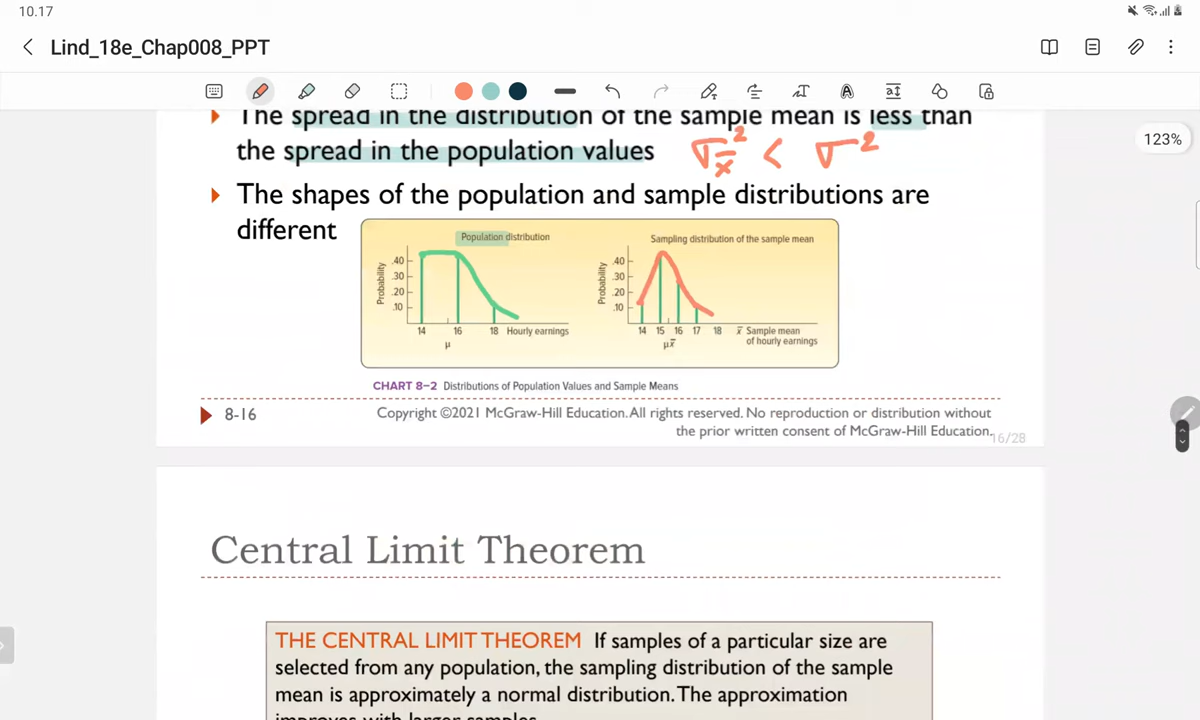 10.17
Lind_18e_Chap008_PPT
123%
The spread in the distribution of the sample mean is less than
the spread in the population values σx̄² < σ²
The shapes of the population and sample distributions are
different
Population distribution
Probability
.40
.30
.20
.10
14 16 18 Hourly earnings
μ
Sampling distribution of the sample mean
Probability
.40
.30
.20
.10
14 15 16 17 18 x̄ Sample mean
of hourly earnings
μx̄
CHART 8–2 Distributions of Population Values and Sample Means
8-16
Copyright ©2021 McGraw-Hill Education. All rights reserved. No reproduction or distribution without
the prior written consent of McGraw-Hill Education.
16/28
Central Limit Theorem
THE CENTRAL LIMIT THEOREM If samples of a particular size are
selected from any population, the sampling distribution of the sample
mean is approximately a normal distribution. The approximation
improves with larger samples.